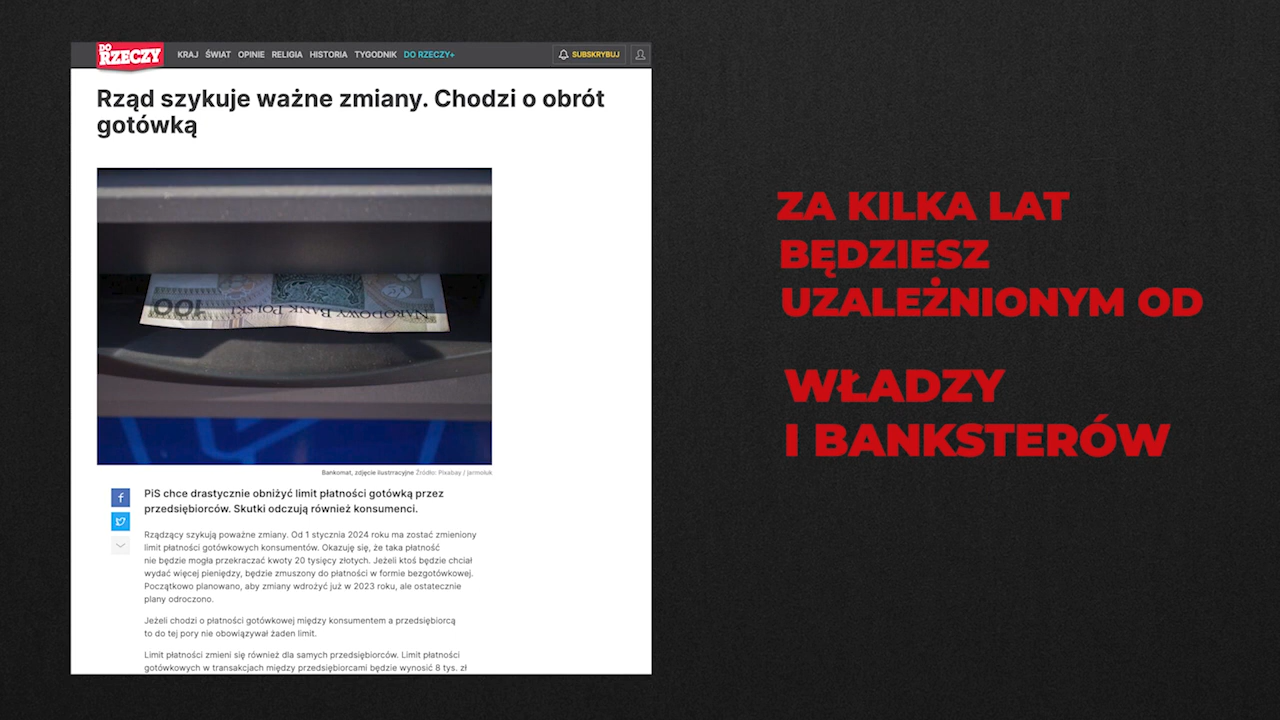 DO RZECZY
KRAJ ŚWIAT OPINIE RELIGIA HISTORIA TYGODNIK DO RZECZY+
SUBSKRYBUJ
Rząd szykuje ważne zmiany. Chodzi o obrót
gotówką
100
NARODOWY BANK POLSKI
Bankomat, zdjęcie ilustrracyjne Źródło: Pixabay / jarmoluk
PiS chce drastycznie obniżyć limit płatności gotówką przez
przedsiębiorców. Skutki odczują również konsumenci.
Rządzący szykują poważne zmiany. Od 1 stycznia 2024 roku ma zostać zmieniony
limit płatności gotówkowych konsumentów. Okazuję się, że taka płatność
nie będzie mogła przekraczać kwoty 20 tysięcy złotych. Jeżeli ktoś będzie chciał
wydać więcej pieniędzy, będzie zmuszony do płatności w formie bezgotówkowej.
Początkowo planowano, aby zmiany wdrożyć już w 2023 roku, ale ostatecznie
plany odroczono.
Jeżeli chodzi o płatności gotówkowej między konsumentem a przedsiębiorcą
to do tej pory nie obowiązywał żaden limit.
Limit płatności zmieni się również dla samych przedsiębiorców. Limit płatności
gotówkowych w transakcjach między przedsiębiorcami będzie wynosić 8 tys. zł
ZA KILKA LAT
BĘDZIESZ
UZALEŻNIONYM OD
WŁADZY
I BANKSTERÓW